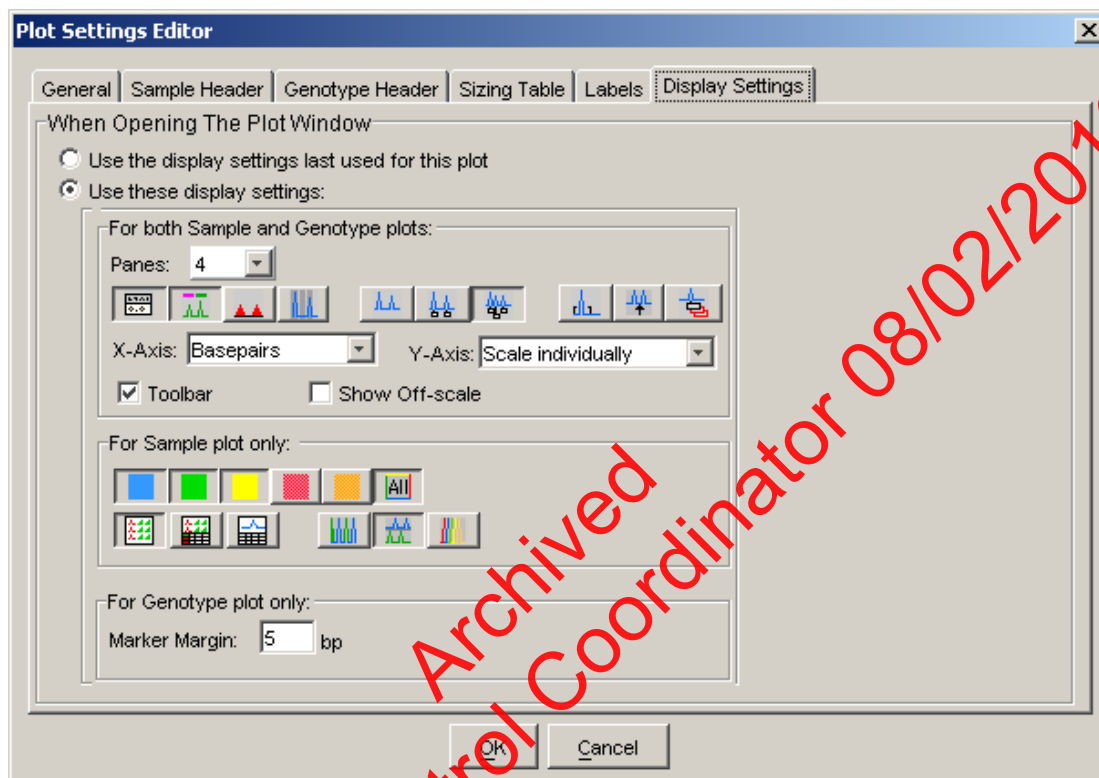 Plot Settings Editor
General Sample Header Genotype Header Sizing Table Labels Display Settings
When Opening The Plot Window
Use the display settings last used for this plot
Use these display settings:
For both Sample and Genotype plots:
Panes: 4
X-Axis: Basepairs Y-Axis: Scale individually
Toolbar Show Off-scale
For Sample plot only:
All
For Genotype plot only:
Marker Margin: 5 bp
OK Cancel
Archived
Coordinator 08/02/201